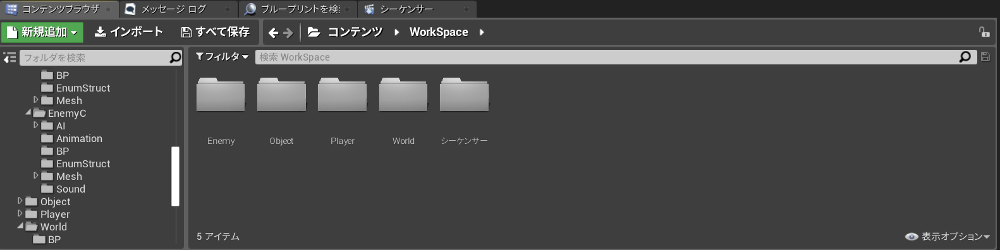 コンテンツブラウザ
メッセージ ログ
ブループリントを検
シーケンサー
新規追加
インポート
すべて保存
コンテンツ
WorkSpace
フォルダを検索
フィルタ
検索 WorkSpace
BP
EnumStruct
Mesh
EnemyC
AI
Animation
BP
EnumStruct
Mesh
Sound
Object
Player
World
BP
Enemy
Object
Player
World
シーケンサー
5 アイテム
表示オプション